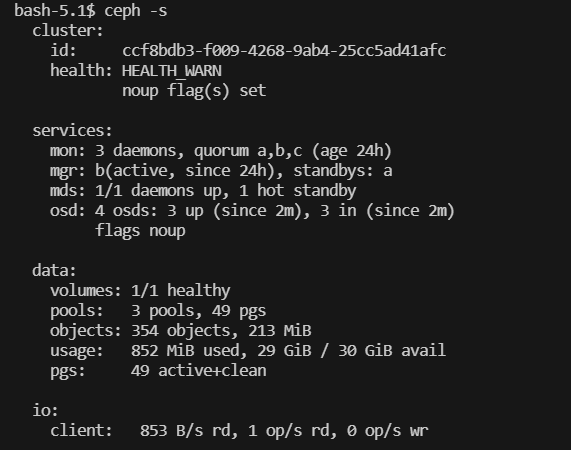 bash-5.1$ ceph -s
  cluster:
    id:     ccf8bdb3-f009-4268-9ab4-25cc5ad41afc
    health: HEALTH_WARN
            noup flag(s) set

  services:
    mon: 3 daemons, quorum a,b,c (age 24h)
    mgr: b(active, since 24h), standbys: a
    mds: 1/1 daemons up, 1 hot standby
    osd: 4 osds: 3 up (since 2m), 3 in (since 2m)
         flags noup

  data:
    volumes: 1/1 healthy
    pools:   3 pools, 49 pgs
    objects: 354 objects, 213 MiB
    usage:   852 MiB used, 29 GiB / 30 GiB avail
    pgs:     49 active+clean

  io:
    client:   853 B/s rd, 1 op/s rd, 0 op/s wr